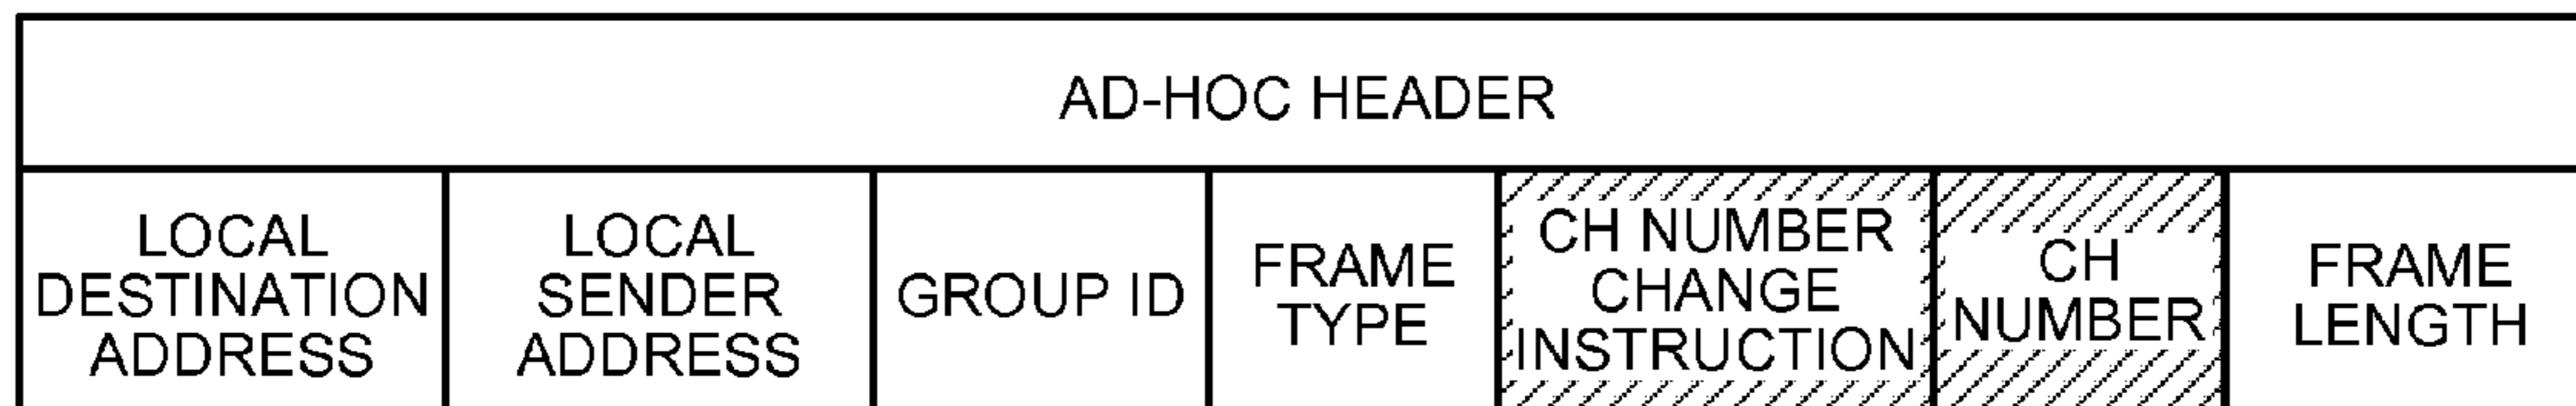 AD-HOC HEADER
LOCAL
DESTINATION
ADDRESS
LOCAL
SENDER
ADDRESS
GROUP ID
FRAME
TYPE
CH NUMBER
CHANGE
INSTRUCTION
CH
NUMBER
FRAME
LENGTH